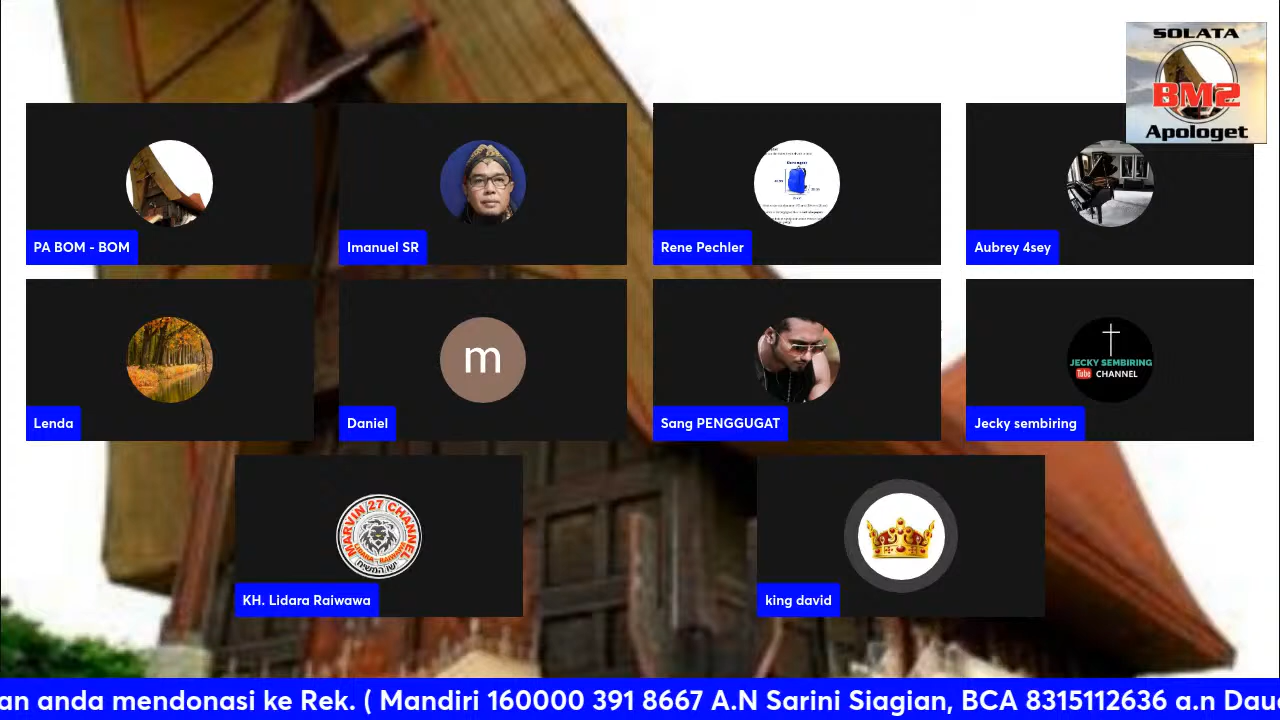 SOLATA
BM2
Apologet
PA BOM - BOM
Imanuel SR
Rene Pechler
Aubrey 4sey
Lenda
m
Daniel
Sang PENGGUGAT
JECKY SEMBIRING
Tube CHANNEL
Jecky sembiring
MARVIN 27 CHANNEL
KH. Lidara Raiwawa
king david
an anda mendonasi ke Rek. ( Mandiri 160000 391 8667 A.N Sarini Siagian, BCA 8315112636 a.n Dau